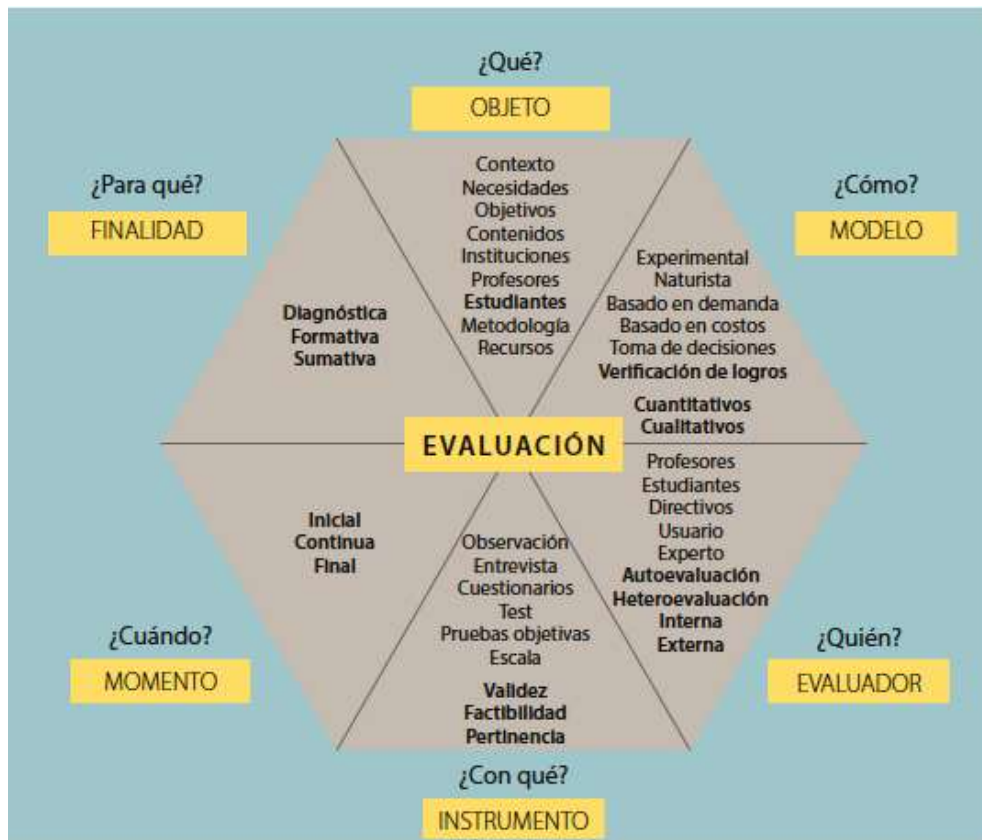 ¿Qué?
OBJETO
¿Para qué?
FINALIDAD
¿Cómo?
MODELO
Contexto
Necesidades
Objetivos
Contenidos
Instituciones
Profesores
Estudiantes
Metodología
Recursos
Experimental
Naturista
Basado en demanda
Basado en costos
Toma de decisiones
Verificación de logros
Cuantitativos
Cualitativos
Diagnóstica
Formativa
Sumativa
EVALUACIÓN
Inicial
Continua
Final
Observación
Entrevista
Cuestionarios
Test
Pruebas objetivas
Escala
Validez
Factibilidad
Pertinencia
Profesores
Estudiantes
Directivos
Usuario
Experto
Autoevaluación
Heteroevaluación
Interna
Externa
¿Cuándo?
MOMENTO
¿Quién?
EVALUADOR
¿Con qué?
INSTRUMENTO